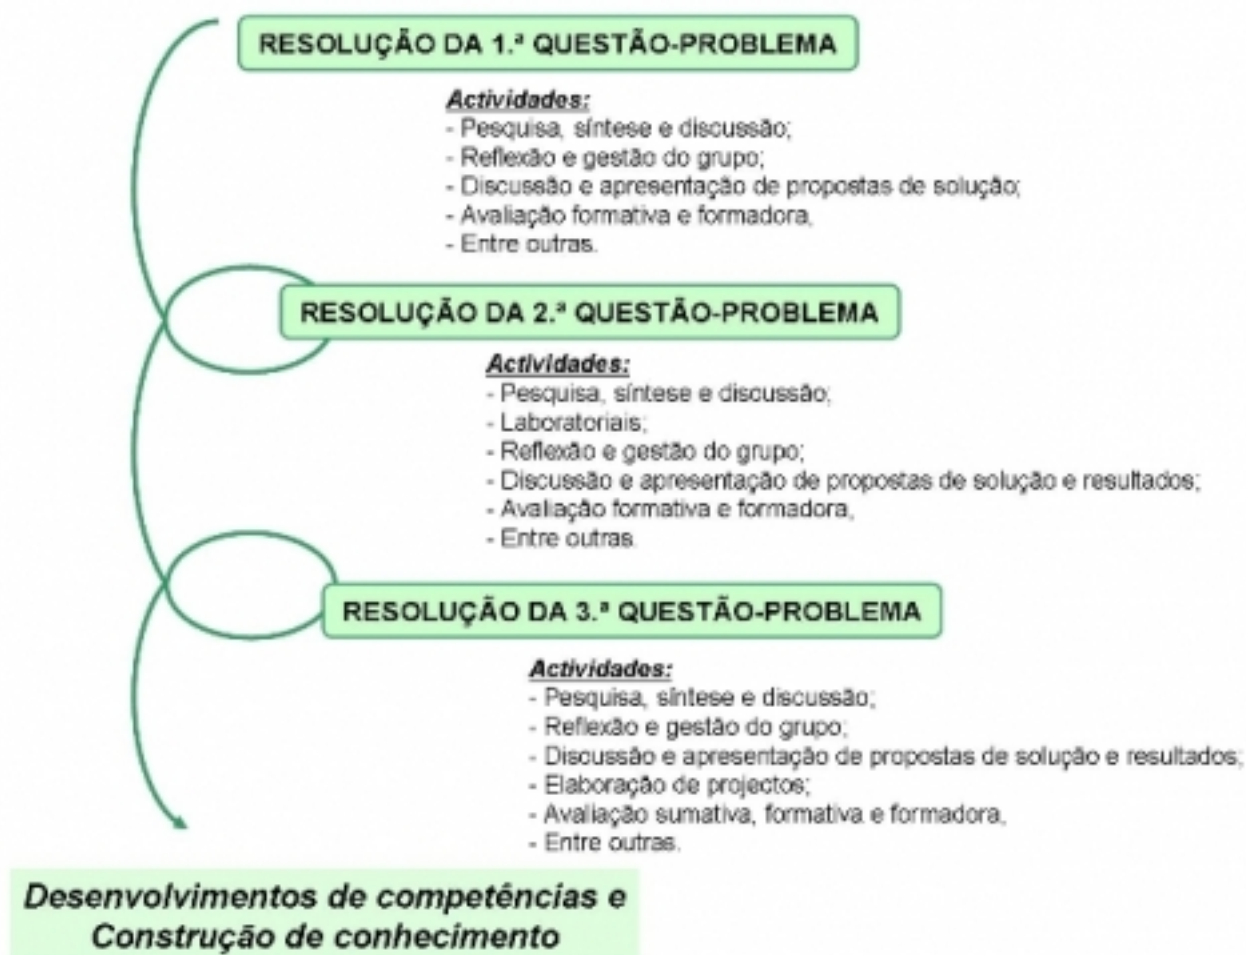 RESOLUÇÃO DA 1.ª QUESTÃO-PROBLEMA
Actividades:
- Pesquisa, síntese e discussão;
- Reflexão e gestão do grupo;
- Discussão e apresentação de propostas de solução;
- Avaliação formativa e formadora,
- Entre outras.
RESOLUÇÃO DA 2.ª QUESTÃO-PROBLEMA
Actividades:
- Pesquisa, síntese e discussão;
- Laboratoriais;
- Reflexão e gestão do grupo;
- Discussão e apresentação de propostas de solução e resultados;
- Avaliação formativa e formadora,
- Entre outras.
RESOLUÇÃO DA 3.ª QUESTÃO-PROBLEMA
Actividades:
- Pesquisa, síntese e discussão;
- Reflexão e gestão do grupo;
- Discussão e apresentação de propostas de solução e resultados;
- Elaboração de projectos;
- Avaliação sumativa, formativa e formadora,
- Entre outras.
Desenvolvimentos de competências e
Construção de conhecimento